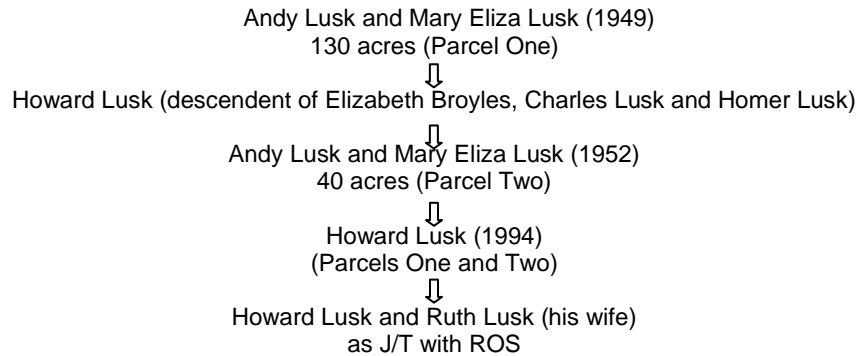 Andy Lusk and Mary Eliza Lusk (1949)
130 acres (Parcel One)
Howard Lusk (descendent of Elizabeth Broyles, Charles Lusk and Homer Lusk)
Andy Lusk and Mary Eliza Lusk (1952)
40 acres (Parcel Two)
Howard Lusk (1994)
(Parcels One and Two)
Howard Lusk and Ruth Lusk (his wife)
as J/T with ROS